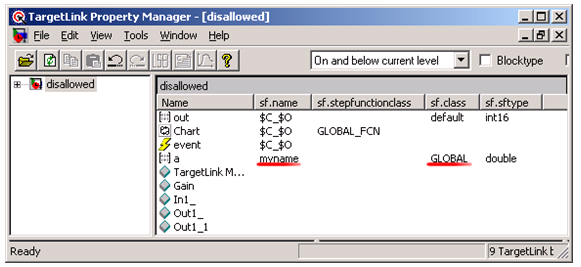 TargetLink Property Manager - [disallowed]
File Edit View Tools Window Help
On and below current level Blocktype
disallowed
disallowed
Name sf.name sf.stepfunctionclass sf.class sf.sftype
out $C_$O default int16
Chart $C_$O GLOBAL_FCN
event $C_$O
a myname GLOBAL double
TargetLink M...
Gain
In1_
Out1_
Out1_1
Ready 9 TargetLink